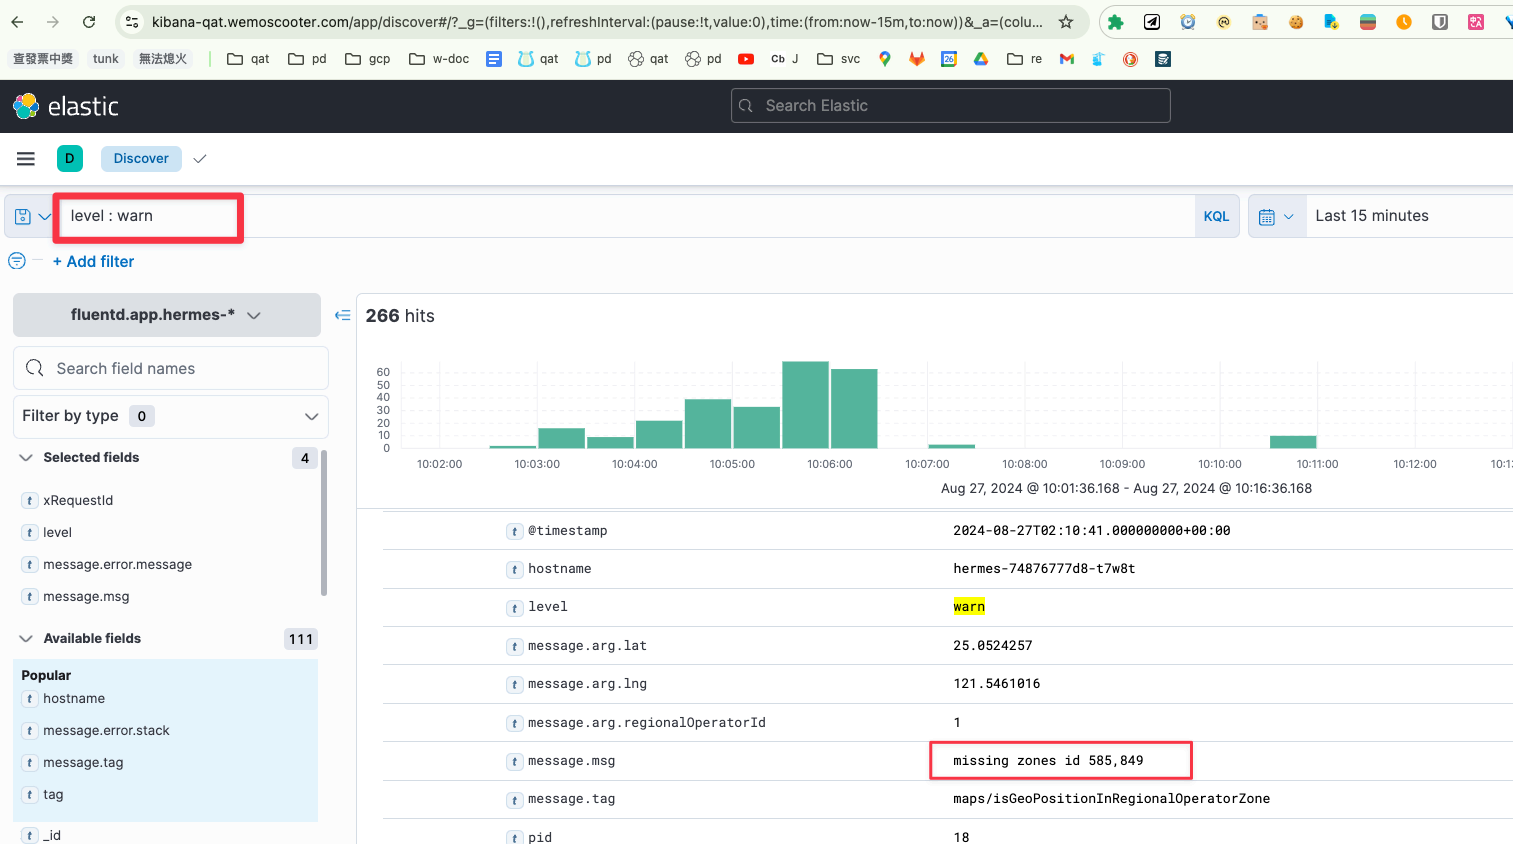 kibana-qat.wemoscooter.com/app/discover#/?_g=(filters:!(),refreshInterval:(pause:!t,value:0),time:(from:now-15m,to:now))&_a=(colu...
查發票中獎 tunk 無法熄火 qat pd gcp w-doc qat pd qat pd Cb J svc 26 re
elastic
Search Elastic
D Discover
level : warn KQL Last 15 minutes
+ Add filter
fluentd.app.hermes-*
Search field names
Filter by type 0
Selected fields 4
t xRequestId
t level
t message.error.message
t message.msg
Available fields 111
Popular
t hostname
t message.error.stack
t message.tag
t tag
t _id
266 hits
60
50
40
30
20
10
0
10:02:00 10:03:00 10:04:00 10:05:00 10:06:00 10:07:00 10:08:00 10:09:00 10:10:00 10:11:00 10:12:00 10:13
Aug 27, 2024 @ 10:01:36.168 - Aug 27, 2024 @ 10:16:36.168
t @timestamp 2024-08-27T02:10:41.000000000+00:00
t hostname hermes-74876777d8-t7w8t
t level warn
t message.arg.lat 25.0524257
t message.arg.lng 121.5461016
t message.arg.regionalOperatorId 1
t message.msg missing zones id 585,849
t message.tag maps/isGeoPositionInRegionalOperatorZone
t pid 18